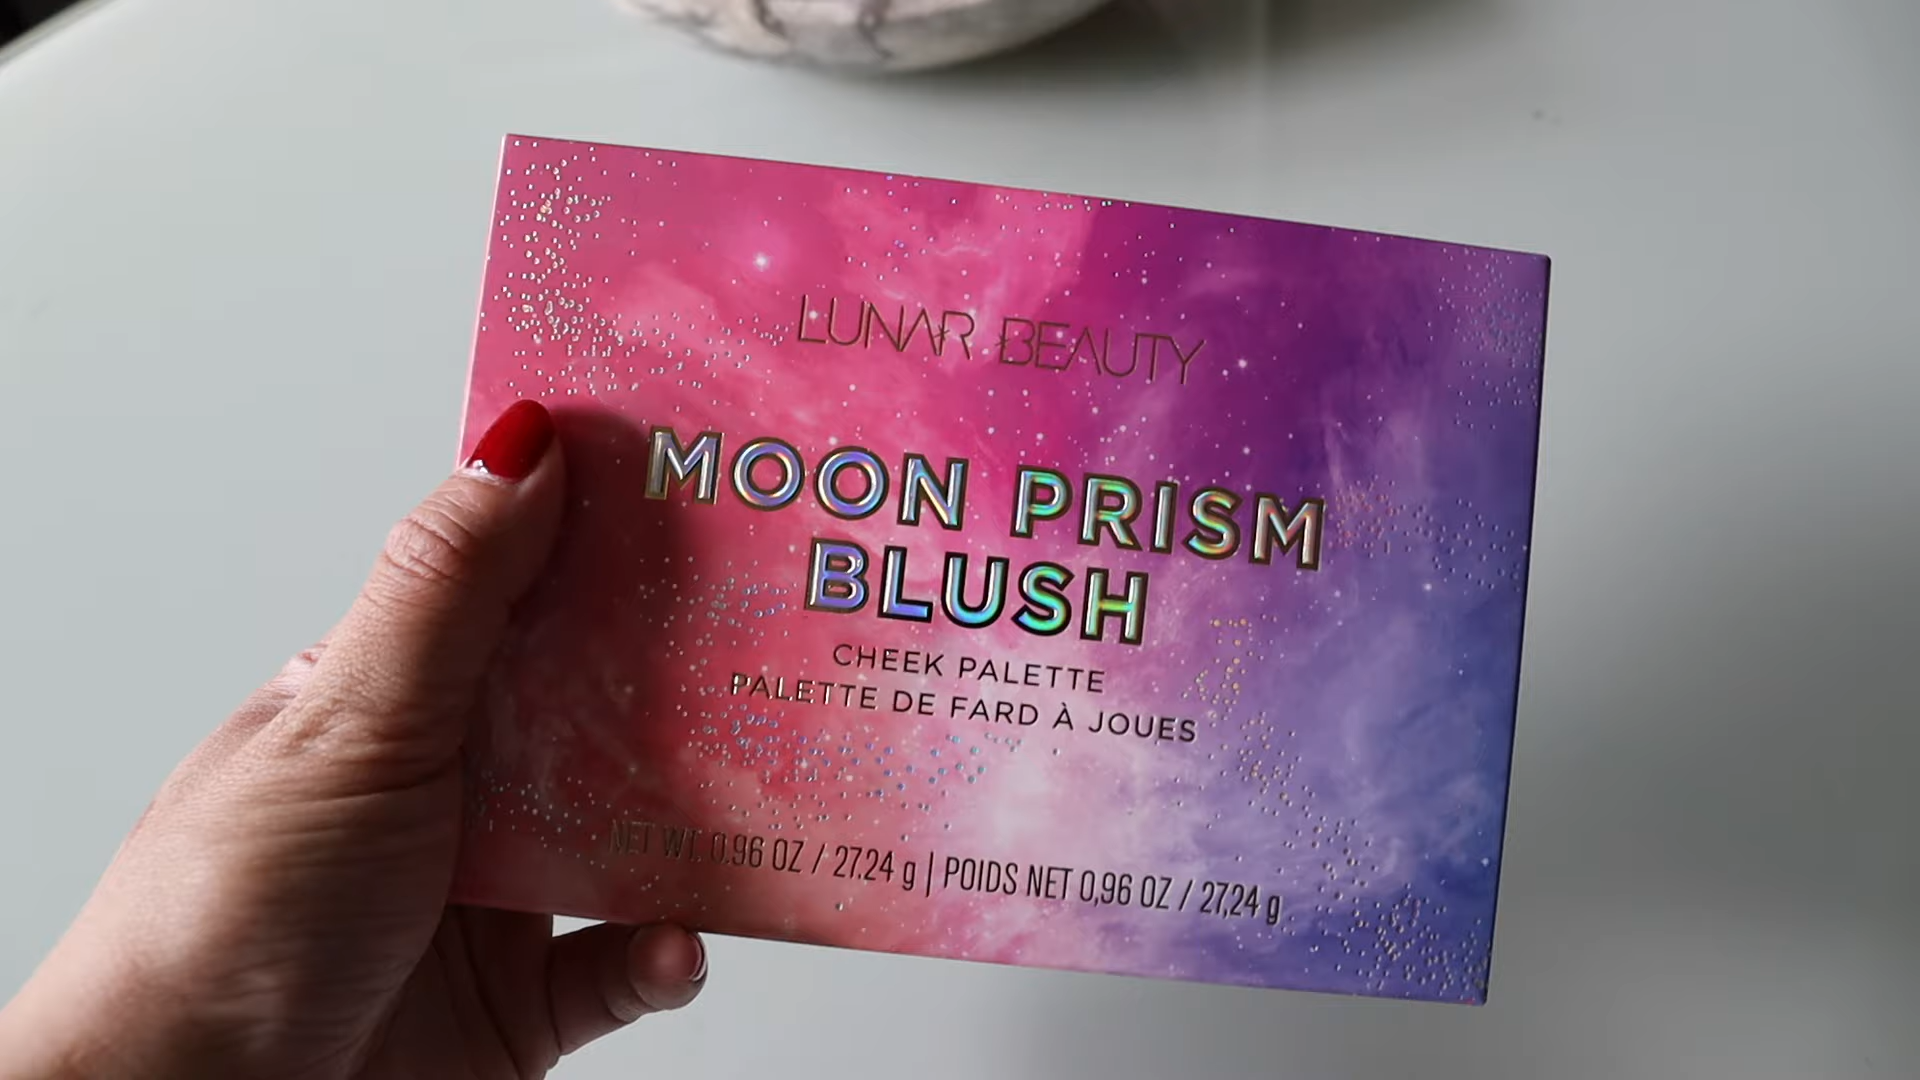 LUNAR BEAUTY
MOON PRISM
BLUSH
CHEEK PALETTE
PALETTE DE FARD À JOUES
NET WT. 0.96 OZ / 27.24 g | POIDS NET 0,96 OZ / 27,24 g